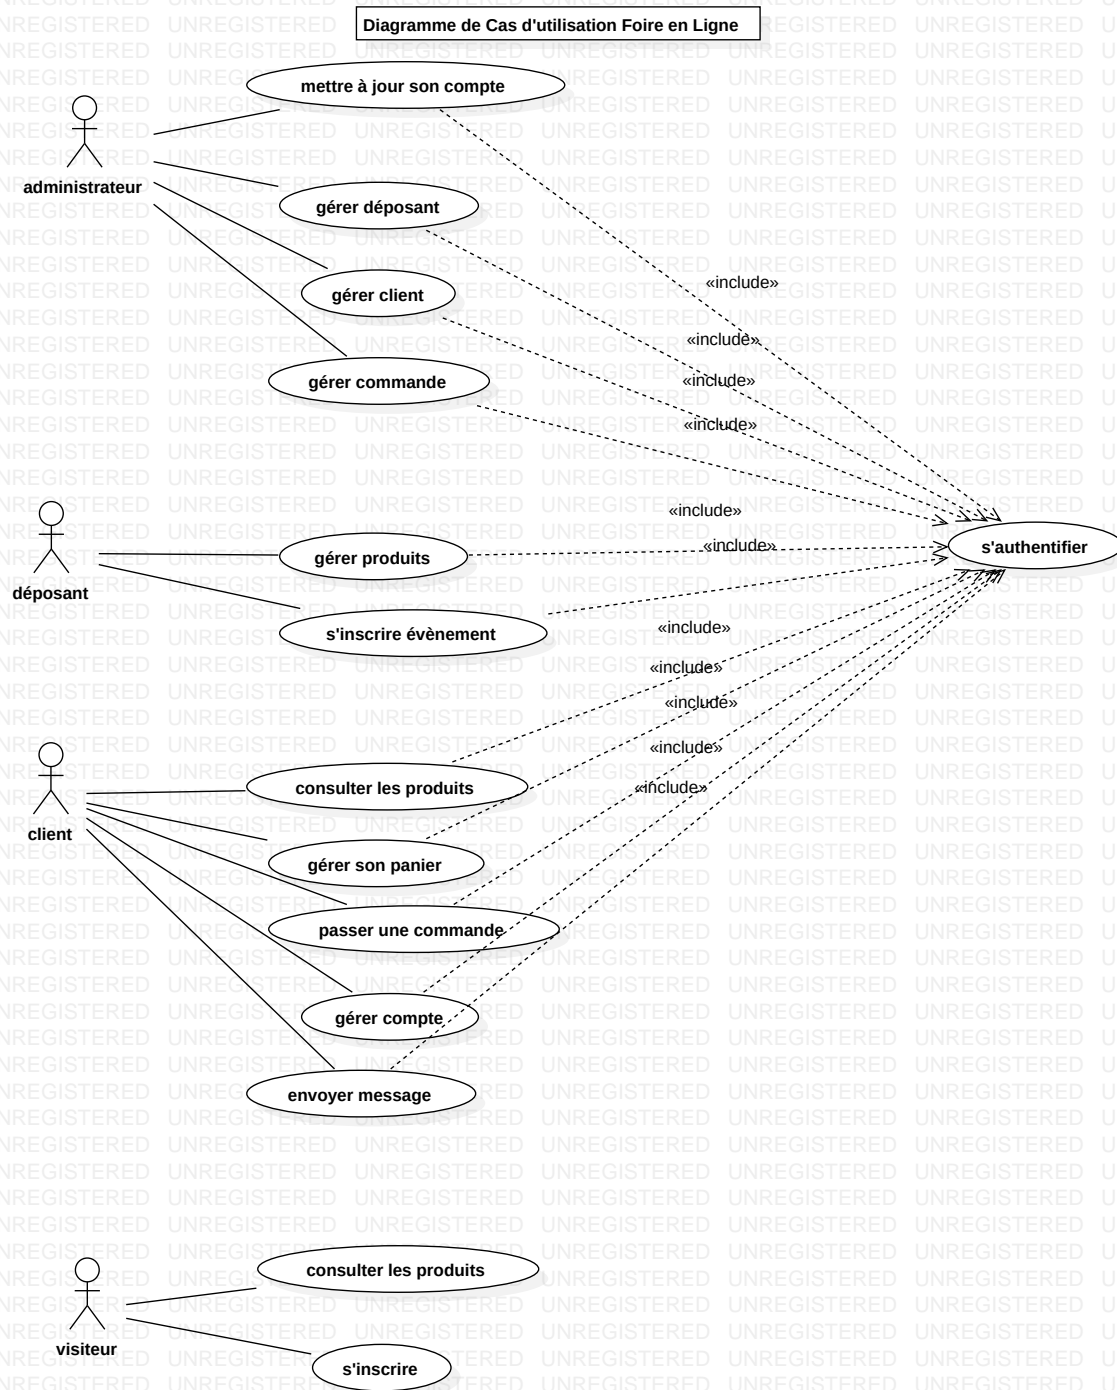 Diagramme de Cas d'utilisation Foire en Ligne
mettre à jour son compte
administrateur
gérer déposant
«include»
gérer client
«include»
gérer commande
«include»
«include»
«include»
déposant
gérer produits
«include»
s'authentifier
s'inscrire évènement
«include»
«include»
«include»
«include»
«include»
client
consulter les produits
gérer son panier
passer une commande
gérer compte
envoyer message
visiteur
consulter les produits
s'inscrire
UNREGISTERED